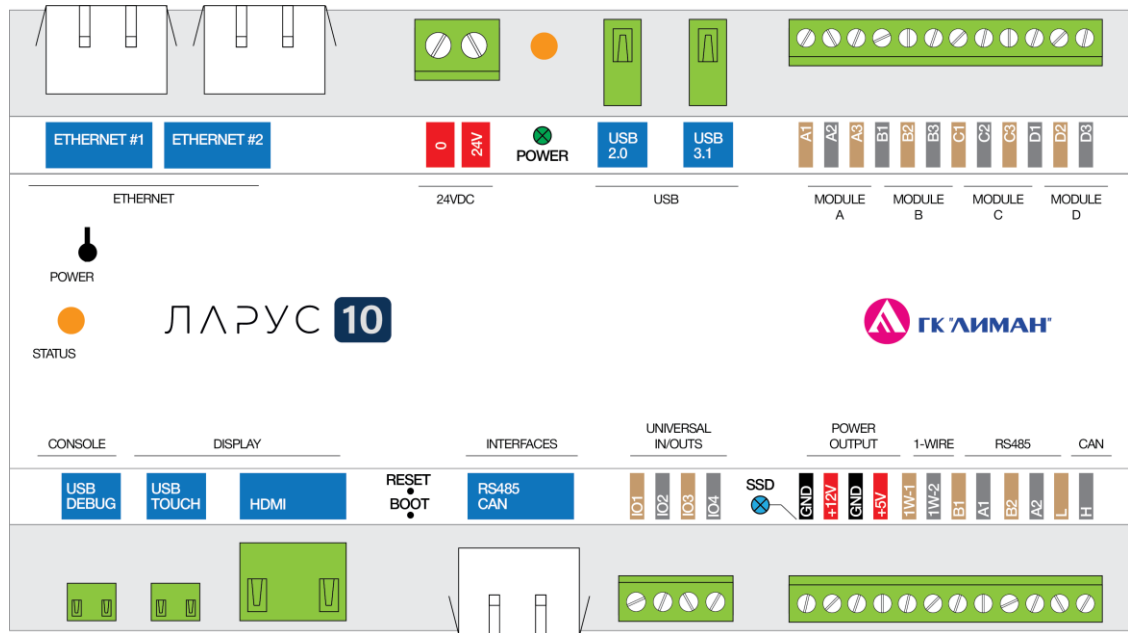 ETHERNET #1
ETHERNET #2
0
24V
POWER
USB
2.0
USB
3.1
A1
A2
A3
B1
B2
B3
C1
C2
C3
D1
D2
D3
ETHERNET
24VDC
USB
MODULE
A
MODULE
B
MODULE
C
MODULE
D
POWER
STATUS
ЛАРУС 10
ГК "ЛИМАН"
CONSOLE
DISPLAY
INTERFACES
UNIVERSAL
IN/OUTS
POWER
OUTPUT
1-WIRE
RS485
CAN
USB
DEBUG
USB
TOUCH
HDMI
RESET
BOOT
RS485
CAN
IO1
IO2
IO3
IO4
SSD
GND
+12V
GND
+5V
1W-1
1W-2
B1
A1
B2
A2
L
H